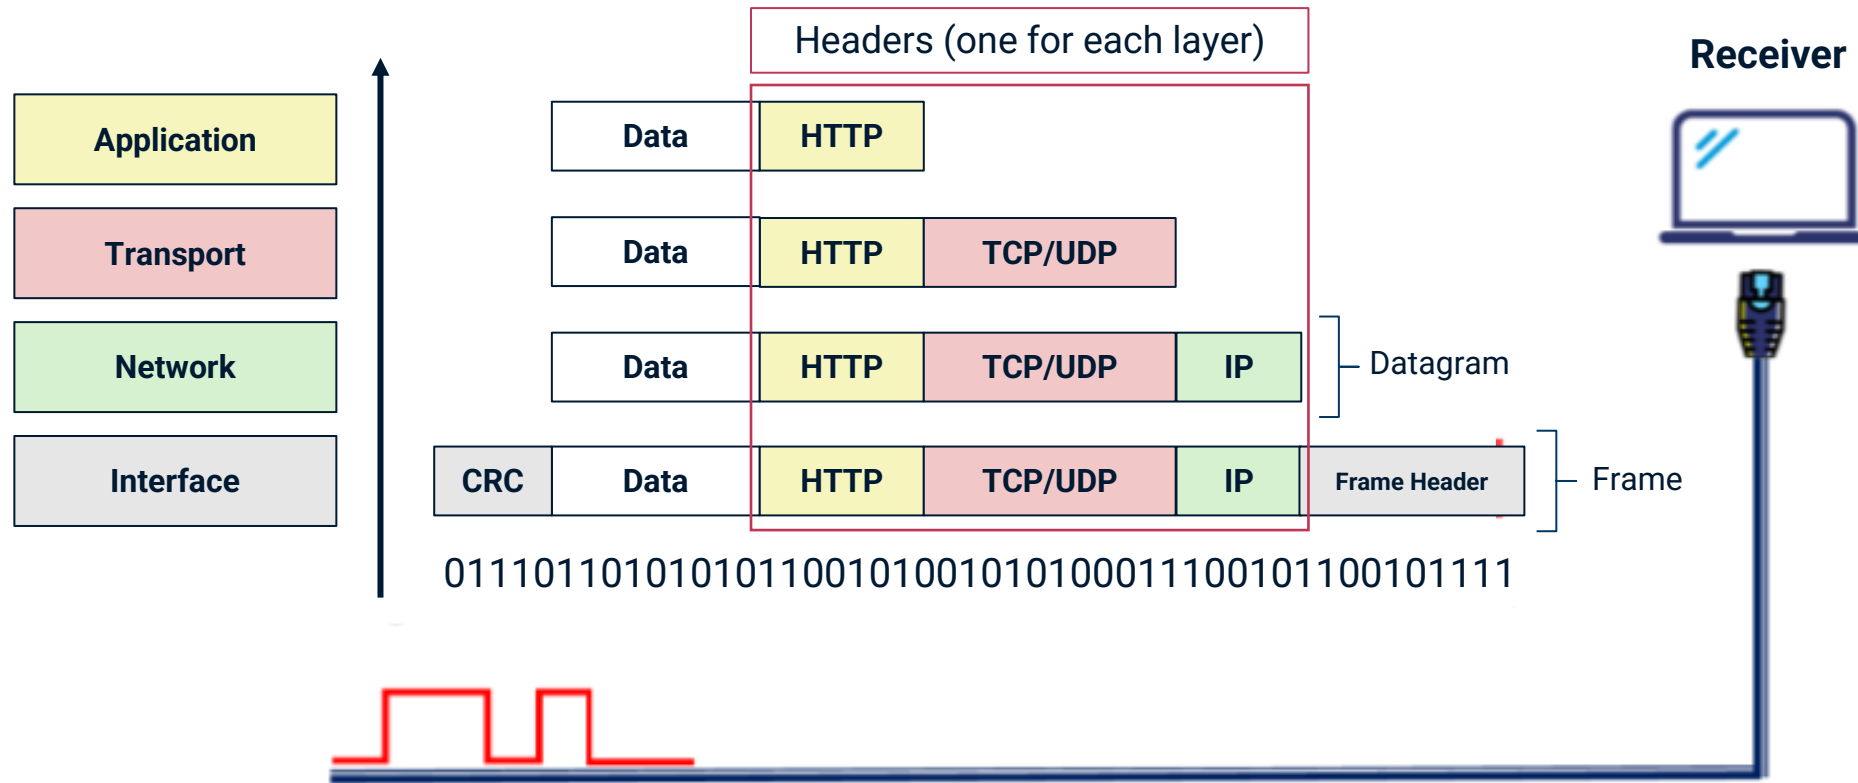 Headers (one for each layer)
Receiver
Application
Data HTTP
Transport
Data HTTP TCP/UDP
Network
Data HTTP TCP/UDP IP
Datagram
Interface
CRC Data HTTP TCP/UDP IP Frame Header
Frame
011101101010101100101001010100011100101100101111